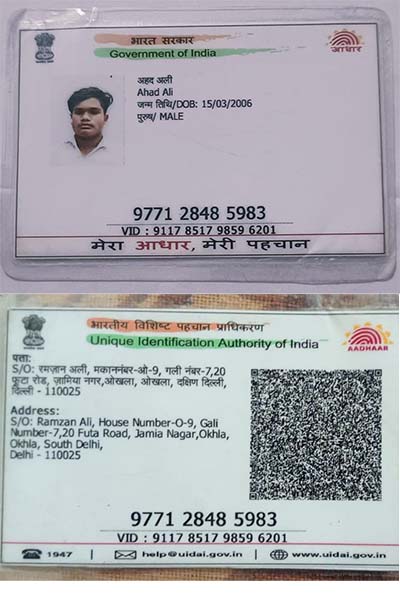 भारत सरकार
Government of India
आधार
अहद अली
Ahad Ali
जन्म तिथि/DOB: 15/03/2006
पुरुष/ MALE
9771 2848 5983
VID : 9117 8517 9859 6201
मेरा आधार, मेरी पहचान
भारतीय विशिष्ट पहचान प्राधिकरण
Unique Identification Authority of India
AADHAAR
पता:
S/O: रमज़ान अली, मकाननंबर-ओ-9, गली नंबर-7,20
फूटा रोड, ज़ामिया नगर,ओखला, ओखला, दक्षिण दिल्ली,
दिल्ली - 110025
Address:
S/O: Ramzan Ali, House Number-O-9, Gali
Number-7,20 Futa Road, Jamia Nagar,Okhla,
Okhla, South Delhi,
Delhi - 110025
9771 2848 5983
VID : 9117 8517 9859 6201
1947 | help@uidai.gov.in | www.uidai.gov.in